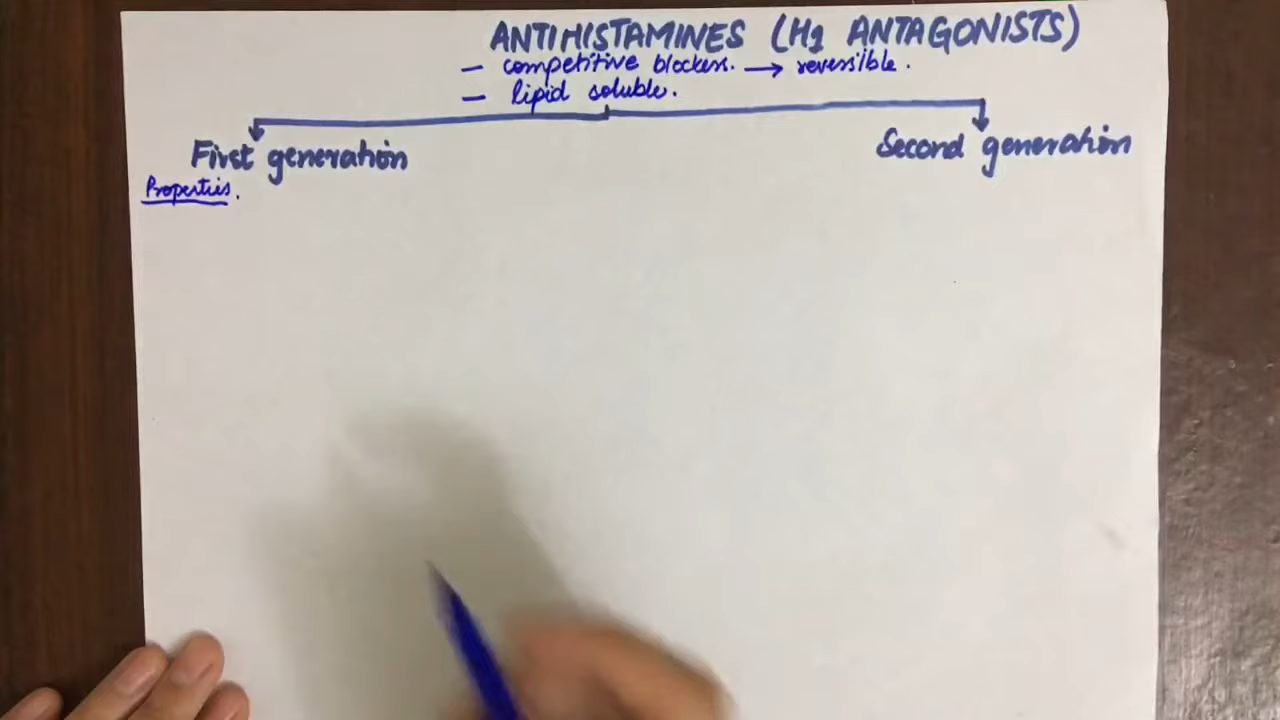 ANTIHISTAMINES (H1 ANTAGONISTS)
– competitive blockers. → reversible.
– lipid soluble.
First generation
Second generation
Properties.